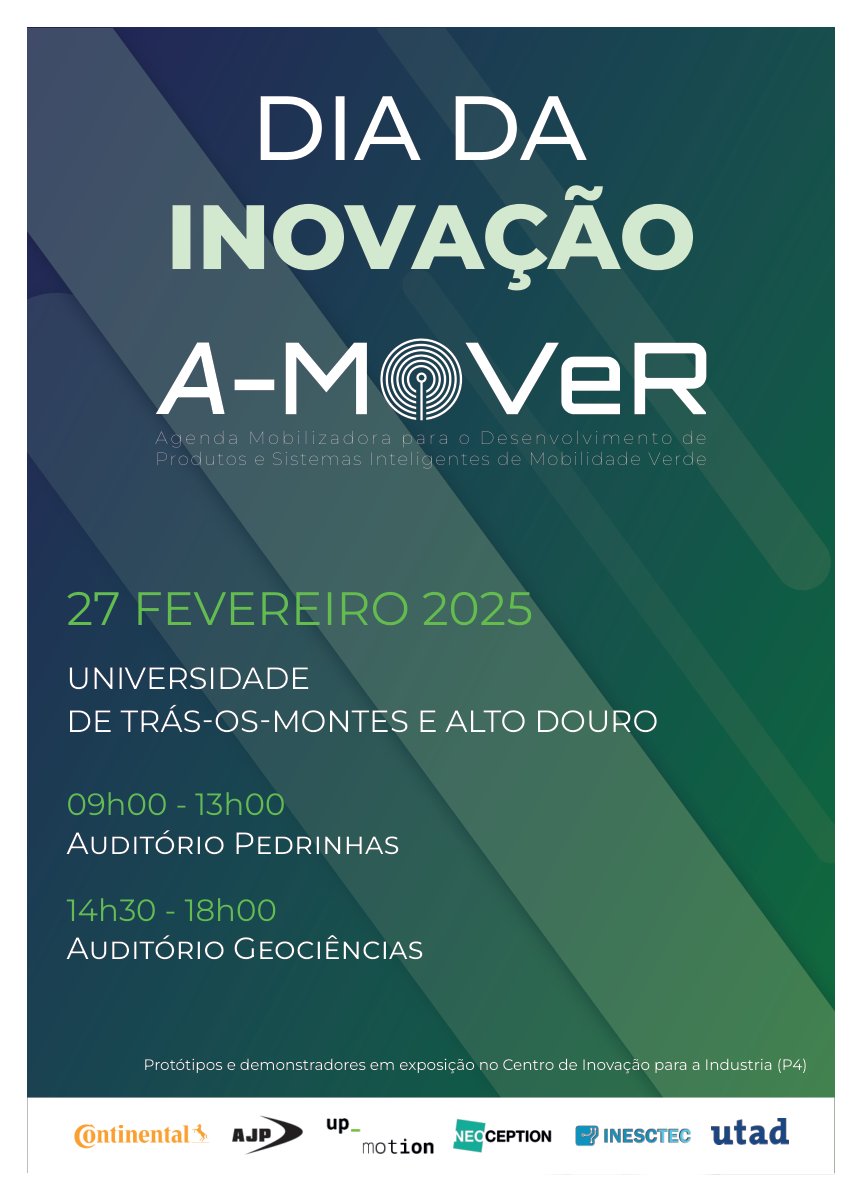 DIA DA
INOVAÇÃO
A-MOVeR
Agenda Mobilizadora para o Desenvolvimento de
Produtos e Sistemas Inteligentes de Mobilidade Verde
27 FEVEREIRO 2025
UNIVERSIDADE
DE TRÁS-OS-MONTES E ALTO DOURO
09h00 - 13h00
AUDITÓRIO PEDRINHAS
14h30 - 18h00
AUDITÓRIO GEOCIÊNCIAS
Protótipos e demonstradores em exposição no Centro de Inovação para a Industria (P4)
Continental AJP up_ motion NEOCEPTION INESCTEC utad